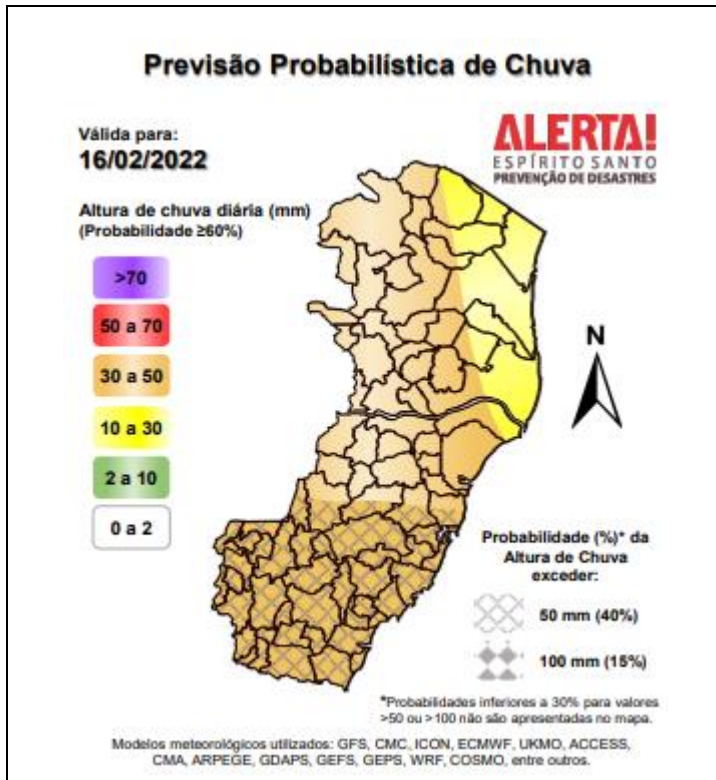 Previsão Probabilística de Chuva
Válida para:
16/02/2022
ALERTA!
ESPÍRITO SANTO
PREVENÇÃO DE DESASTRES
Altura de chuva diária (mm)
(Probabilidade ≥60%)
>70
50 a 70
30 a 50
10 a 30
2 a 10
0 a 2
N
Probabilidade (%)* da
Altura de Chuva
exceder:
50 mm (40%)
100 mm (15%)
*Probabilidades inferiores a 30% para valores
>50 ou >100 não são apresentadas no mapa.
Modelos meteorológicos utilizados: GFS, CMC, ICON, ECMWF, UKMO, ACCESS,
CMA, ARPEGE, GDAPS, GEFS, GEPS, WRF, COSMO, entre outros.